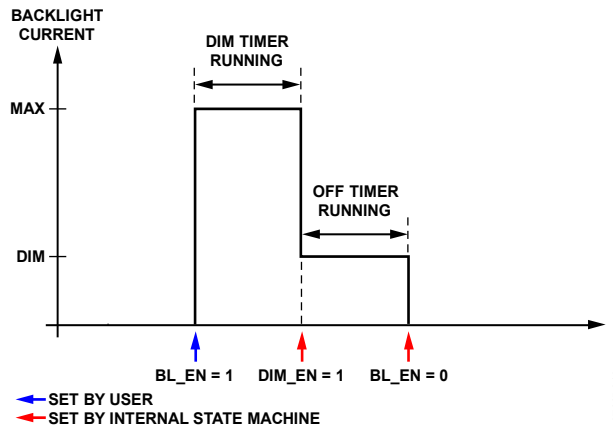 BACKLIGHT
CURRENT
DIM TIMER
RUNNING
MAX
OFF TIMER
RUNNING
DIM
BL_EN = 1 DIM_EN = 1 BL_EN = 0
SET BY USER
SET BY INTERNAL STATE MACHINE